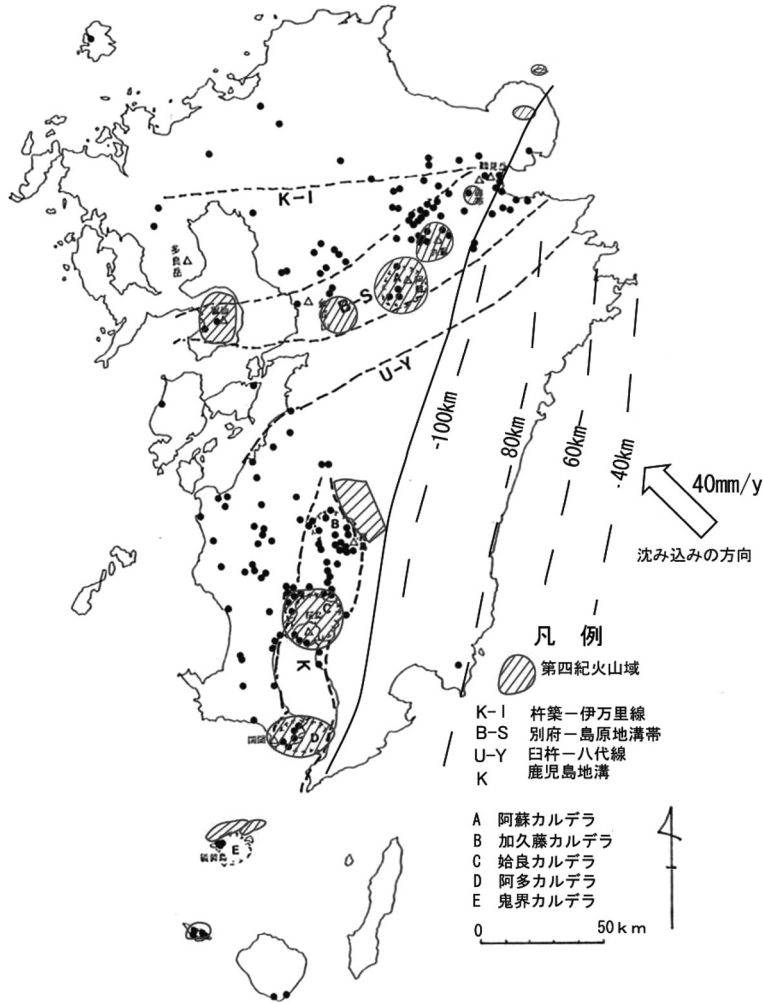 K-I
多良岳
A
B-S
U-Y
-100km
80km
60km
40km
40mm/y
沈み込みの方向
B
C
K
D
E
凡 例
第四紀火山域
K-I 杵築ー伊万里線
B-S 別府ー島原地溝帯
U-Y 臼杵ー八代線
K 鹿児島地溝
A 阿蘇カルデラ
B 加久藤カルデラ
C 姶良カルデラ
D 阿多カルデラ
E 鬼界カルデラ
0 50km